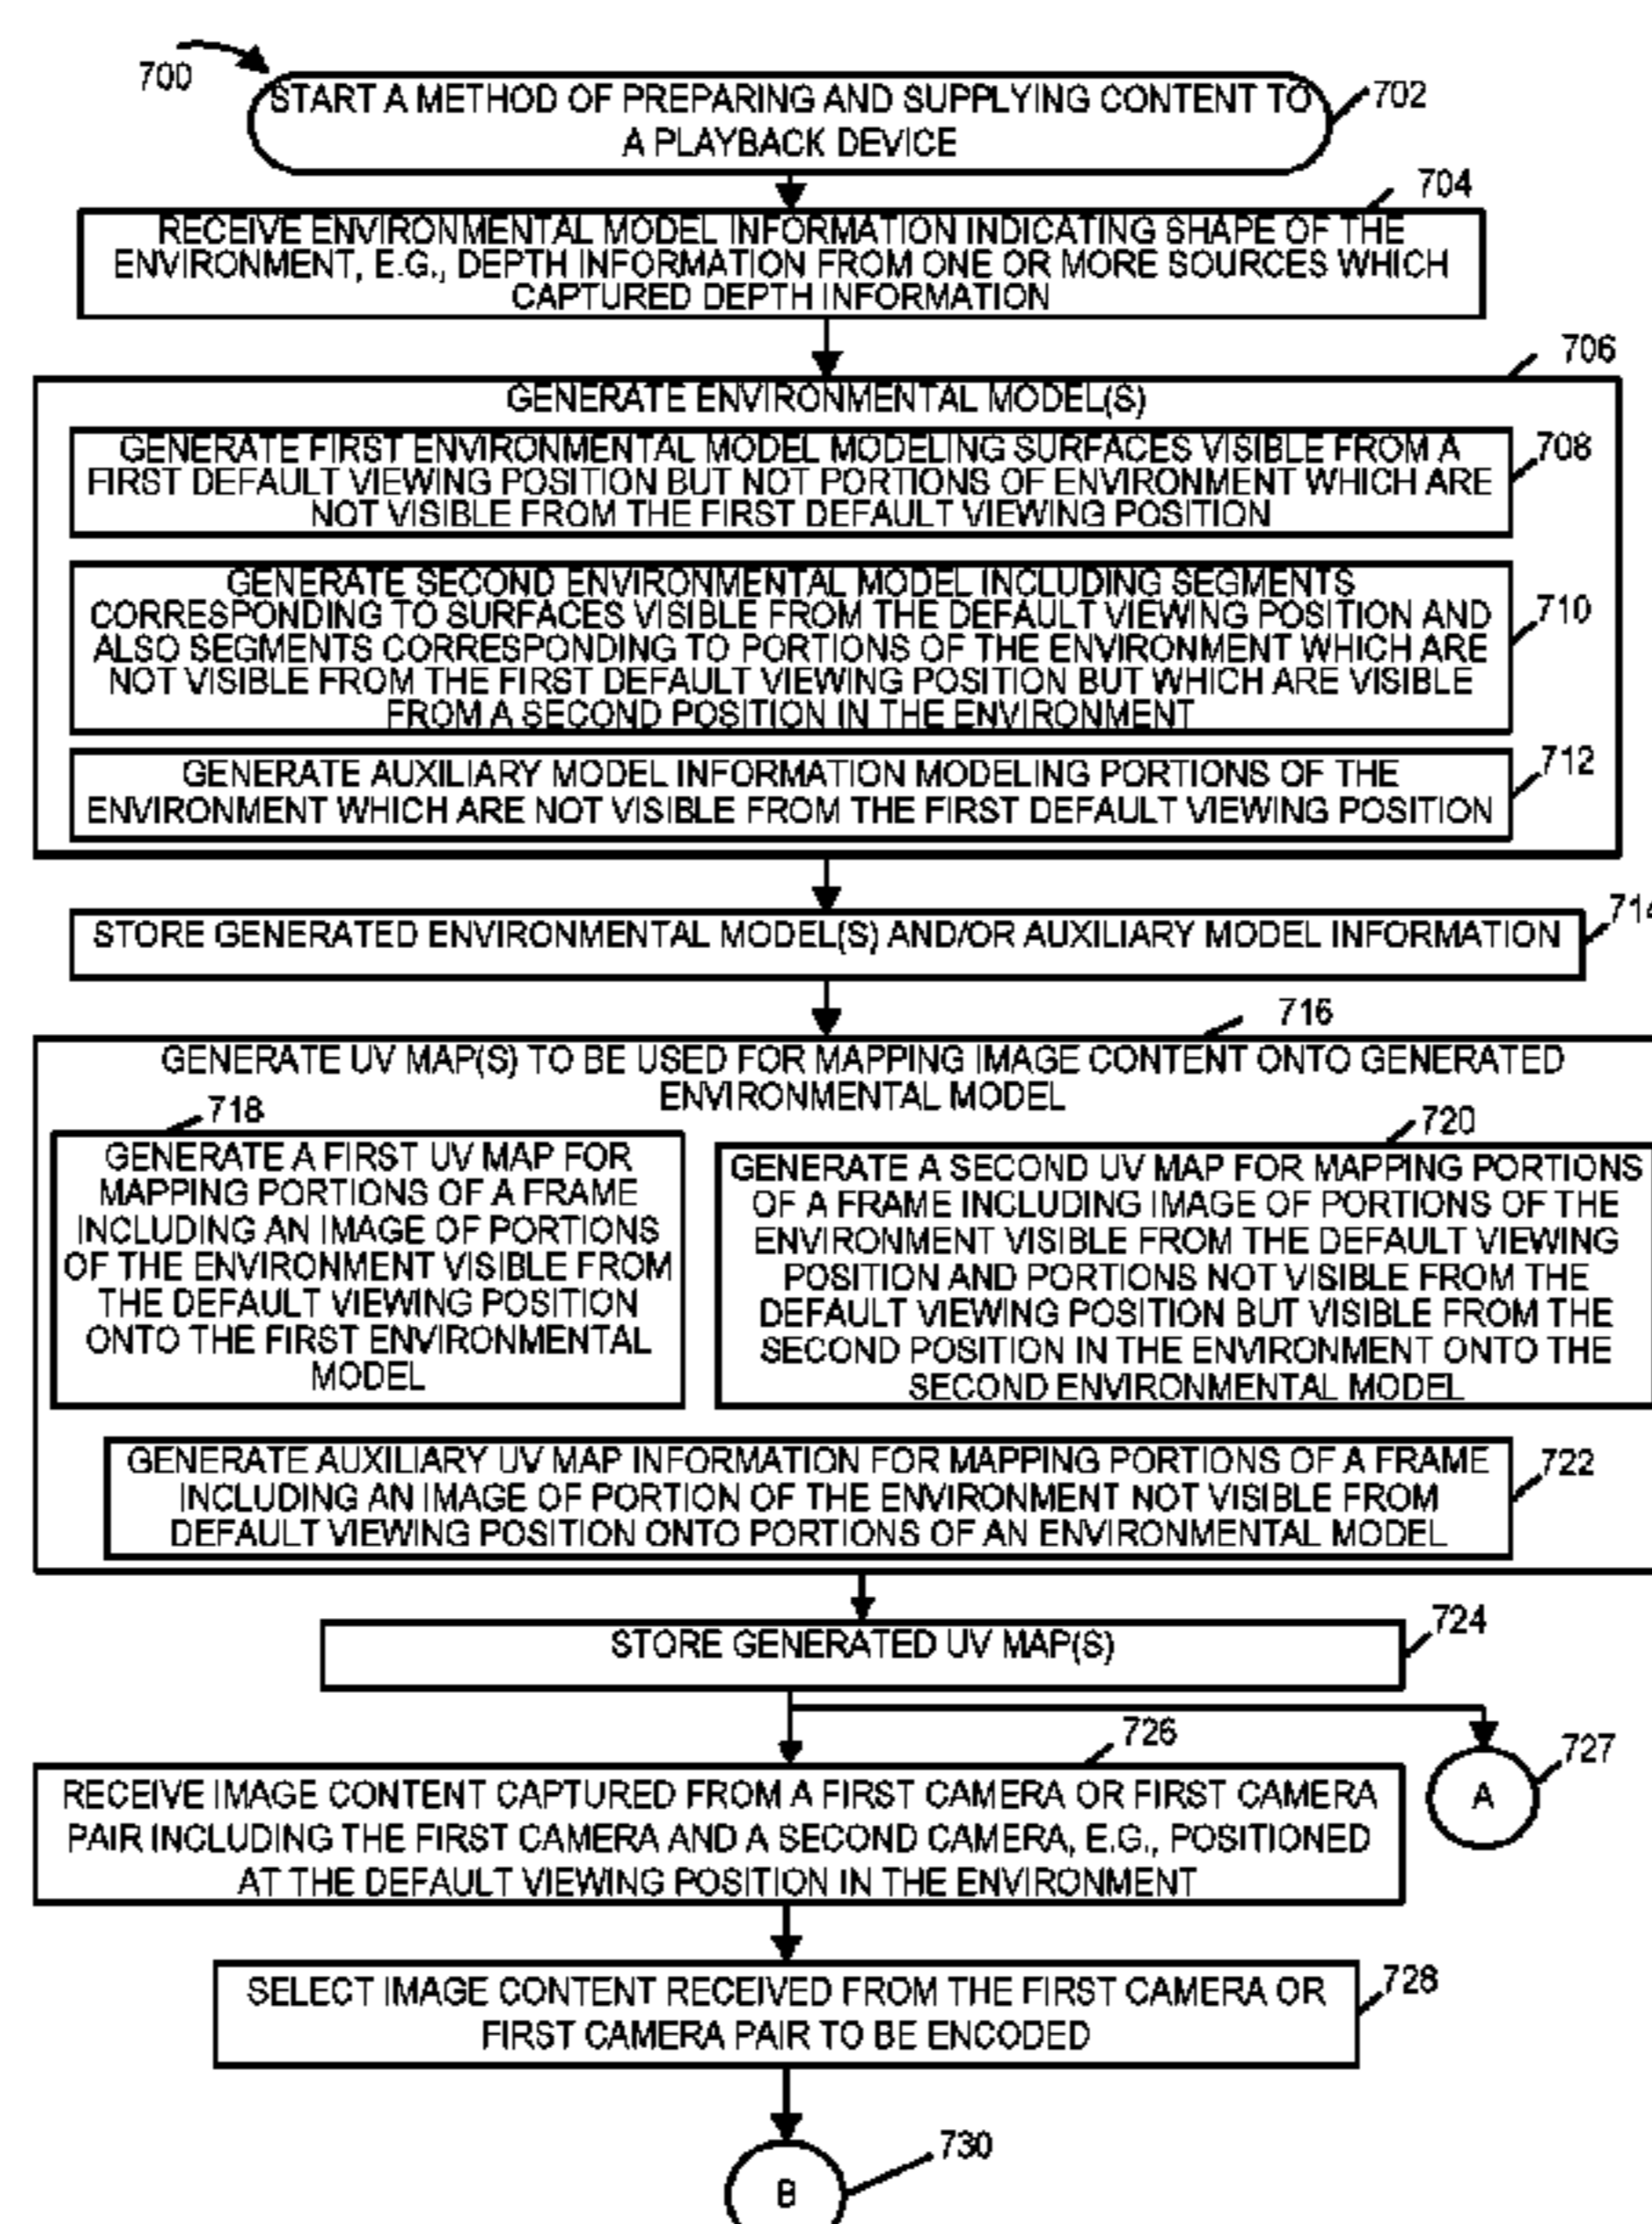 700
START A METHOD OF PREPARING AND SUPPLYING CONTENT TO
A PLAYBACK DEVICE
702
704
RECEIVE ENVIRONMENTAL MODEL INFORMATION INDICATING SHAPE OF THE
ENVIRONMENT, E.G., DEPTH INFORMATION FROM ONE OR MORE SOURCES WHICH
CAPTURED DEPTH INFORMATION
706
GENERATE ENVIRONMENTAL MODEL(S)
GENERATE FIRST ENVIRONMENTAL MODEL MODELING SURFACES VISIBLE FROM A
FIRST DEFAULT VIEWING POSITION BUT NOT PORTIONS OF ENVIRONMENT WHICH ARE
NOT VISIBLE FROM THE FIRST DEFAULT VIEWING POSITION
708
GENERATE SECOND ENVIRONMENTAL MODEL INCLUDING SEGMENTS
CORRESPONDING TO SURFACES VISIBLE FROM THE DEFAULT VIEWING POSITION AND
ALSO SEGMENTS CORRESPONDING TO PORTIONS OF THE ENVIRONMENT WHICH ARE
NOT VISIBLE FROM THE FIRST DEFAULT VIEWING POSITION BUT WHICH ARE VISIBLE
FROM A SECOND POSITION IN THE ENVIRONMENT
710
GENERATE AUXILIARY MODEL INFORMATION MODELING PORTIONS OF THE
ENVIRONMENT WHICH ARE NOT VISIBLE FROM THE FIRST DEFAULT VIEWING POSITION
712
STORE GENERATED ENVIRONMENTAL MODEL(S) AND/OR AUXILIARY MODEL INFORMATION
714
716
GENERATE UV MAP(S) TO BE USED FOR MAPPING IMAGE CONTENT ONTO GENERATED
ENVIRONMENTAL MODEL
718
GENERATE A FIRST UV MAP FOR
MAPPING PORTIONS OF A FRAME
INCLUDING AN IMAGE OF PORTIONS
OF THE ENVIRONMENT VISIBLE FROM
THE DEFAULT VIEWING POSITION
ONTO THE FIRST ENVIRONMENTAL
MODEL
720
GENERATE A SECOND UV MAP FOR MAPPING PORTIONS
OF A FRAME INCLUDING IMAGE OF PORTIONS OF THE
ENVIRONMENT VISIBLE FROM THE DEFAULT VIEWING
POSITION AND PORTIONS NOT VISIBLE FROM THE
DEFAULT VIEWING POSITION BUT VISIBLE FROM THE
SECOND POSITION IN THE ENVIRONMENT ONTO THE
SECOND ENVIRONMENTAL MODEL
GENERATE AUXILIARY UV MAP INFORMATION FOR MAPPING PORTIONS OF A FRAME
INCLUDING AN IMAGE OF PORTION OF THE ENVIRONMENT NOT VISIBLE FROM
DEFAULT VIEWING POSITION ONTO PORTIONS OF AN ENVIRONMENTAL MODEL
722
STORE GENERATED UV MAP(S)
724
726
RECEIVE IMAGE CONTENT CAPTURED FROM A FIRST CAMERA OR FIRST CAMERA
PAIR INCLUDING THE FIRST CAMERA AND A SECOND CAMERA, E.G., POSITIONED
AT THE DEFAULT VIEWING POSITION IN THE ENVIRONMENT
727
A
SELECT IMAGE CONTENT RECEIVED FROM THE FIRST CAMERA OR
FIRST CAMERA PAIR TO BE ENCODED
728
730
B